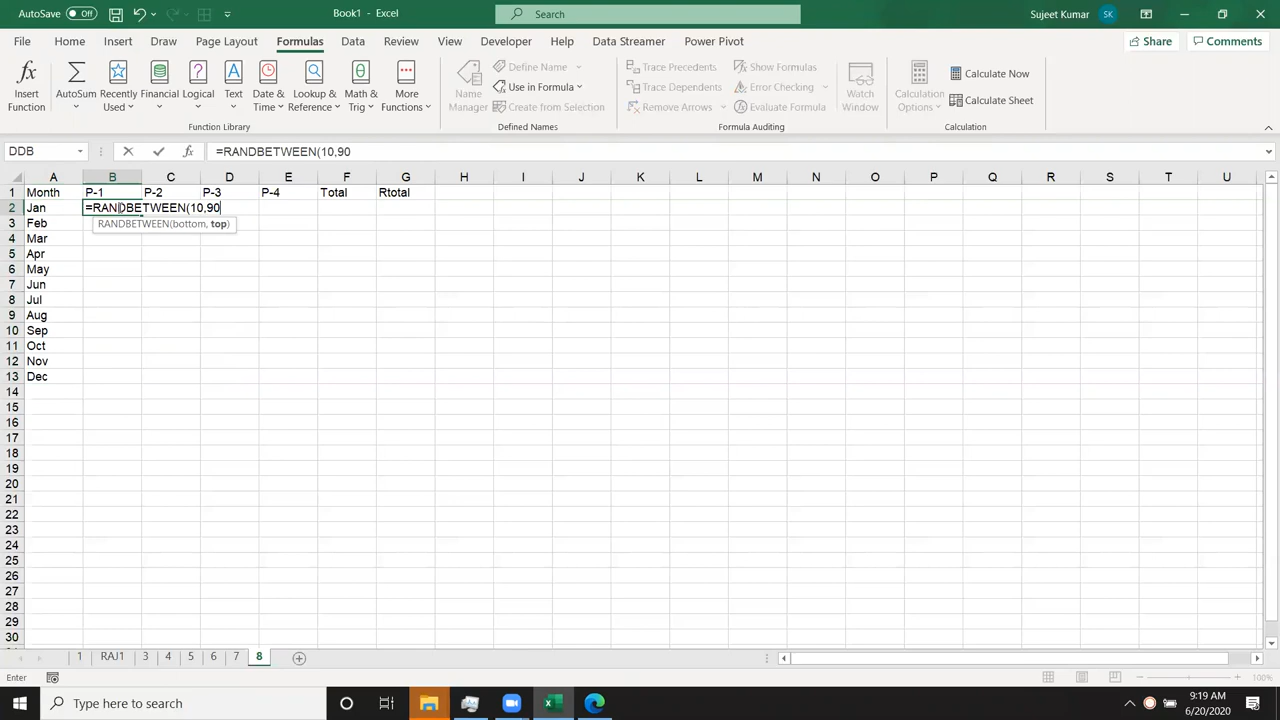 AutoSave Off Book1 - Excel Search Sujeet Kumar SK
File Home Insert Draw Page Layout Formulas Data Review View Developer Help Data Streamer Power Pivot Share Comments
Insert Function
AutoSum
Recently Used
Financial
Logical
Text
Date & Time
Lookup & Reference
Math & Trig
More Functions
Function Library
Name Manager
Define Name
Use in Formula
Create from Selection
Defined Names
Trace Precedents
Trace Dependents
Remove Arrows
Show Formulas
Error Checking
Evaluate Formula
Formula Auditing
Watch Window
Calculation Options
Calculate Now
Calculate Sheet
Calculation
DDB fx =RANDBETWEEN(10,90
A B C D E F G H I J K L M N O P Q R S T U
1 Month P-1 P-2 P-3 P-4 Total Rtotal
2 Jan =RANDBETWEEN(10,90
3 Feb RANDBETWEEN(bottom, top)
4 Mar
5 Apr
6 May
7 Jun
8 Jul
9 Aug
10 Sep
11 Oct
12 Nov
13 Dec
14
15
16
17
18
19
20
21
22
23
24
25
26
27
28
29
30
1 RAJ1 3 4 5 6 7 8
Enter 100%
Type here to search 9:19 AM
6/20/2020